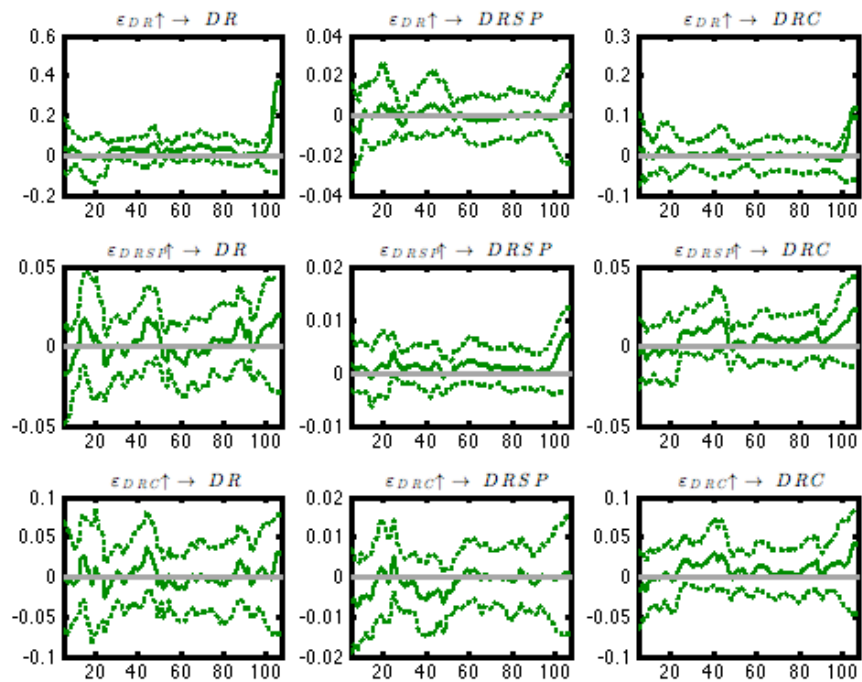 ε_DR↑ → DR ε_DR↑ → DRSP ε_DR↑ → DRC
0.6 0.04 0.3
0.4 0.02 0.2
0.2 0 0.1
0 -0.02 0
-0.2 -0.04 -0.1
20 40 60 80 100 20 40 60 80 100 20 40 60 80 100
ε_DRSP↑ → DR ε_DRSP↑ → DRSP ε_DRSP↑ → DRC
0.05 0.02 0.05
0.01
0 0 0
-0.05 -0.01 -0.05
20 40 60 80 100 20 40 60 80 100 20 40 60 80 100
ε_DRC↑ → DR ε_DRC↑ → DRSP ε_DRC↑ → DRC
0.1 0.02 0.1
0.05 0.01 0.05
0 0 0
-0.05 -0.01 -0.05
-0.1 0.02 -0.1
20 40 60 80 100 20 40 60 80 100 20 40 60 80 100